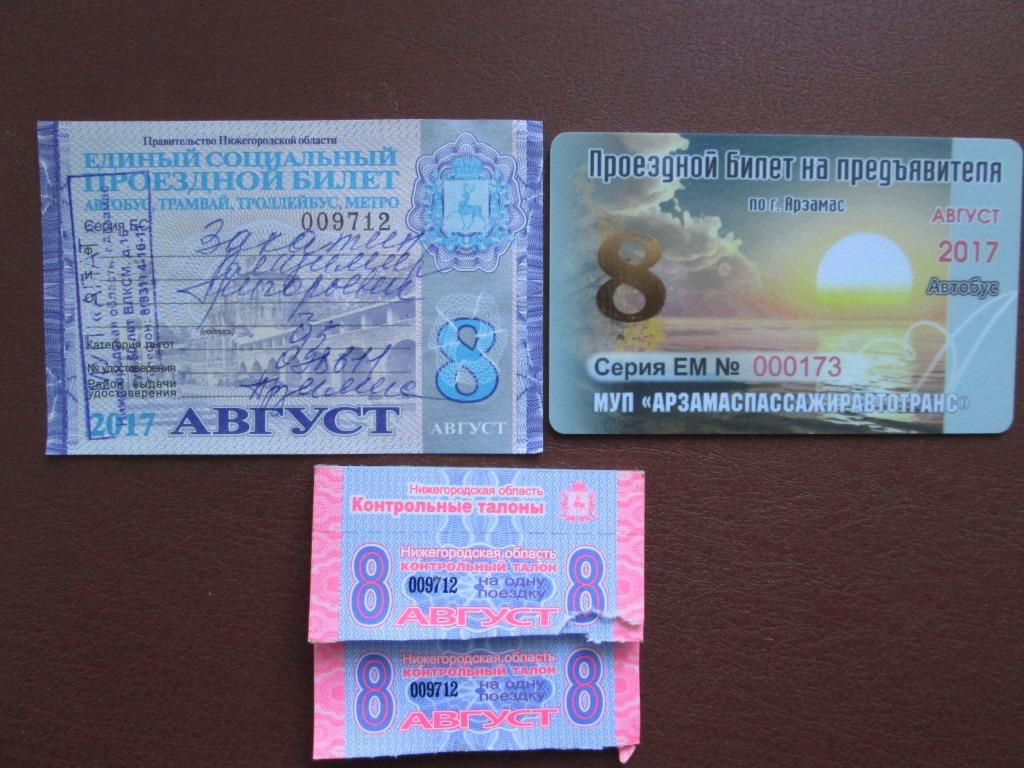 Правительство Нижегородской области
ЕДИНЫЙ СОЦИАЛЬНЫЙ
ПРОЕЗДНОЙ БИЛЕТ
АВТОБУС, ТРАМВАЙ, ТРОЛЛЕЙБУС, МЕТРО
Серия БС 009712
(подпись)
Категория льгот
№ удостоверения
Район выдачи
удостоверения
2017 АВГУСТ
8
АВГУСТ
Проездной Билет на предъявителя
по г. Арзамас
8
АВГУСТ
2017
Автобус
Серия ЕМ № 000173
МУП «АРЗАМАСПАССАЖИРАВТОТРАНС»
Нижегородская область
Контрольные талоны
Нижегородская область
КОНТРОЛЬНЫЙ ТАЛОН
8 009712 на одну поездку 8
АВГУСТ
Нижегородская область
КОНТРОЛЬНЫЙ ТАЛОН
8 009712 на одну поездку 8
АВГУСТ